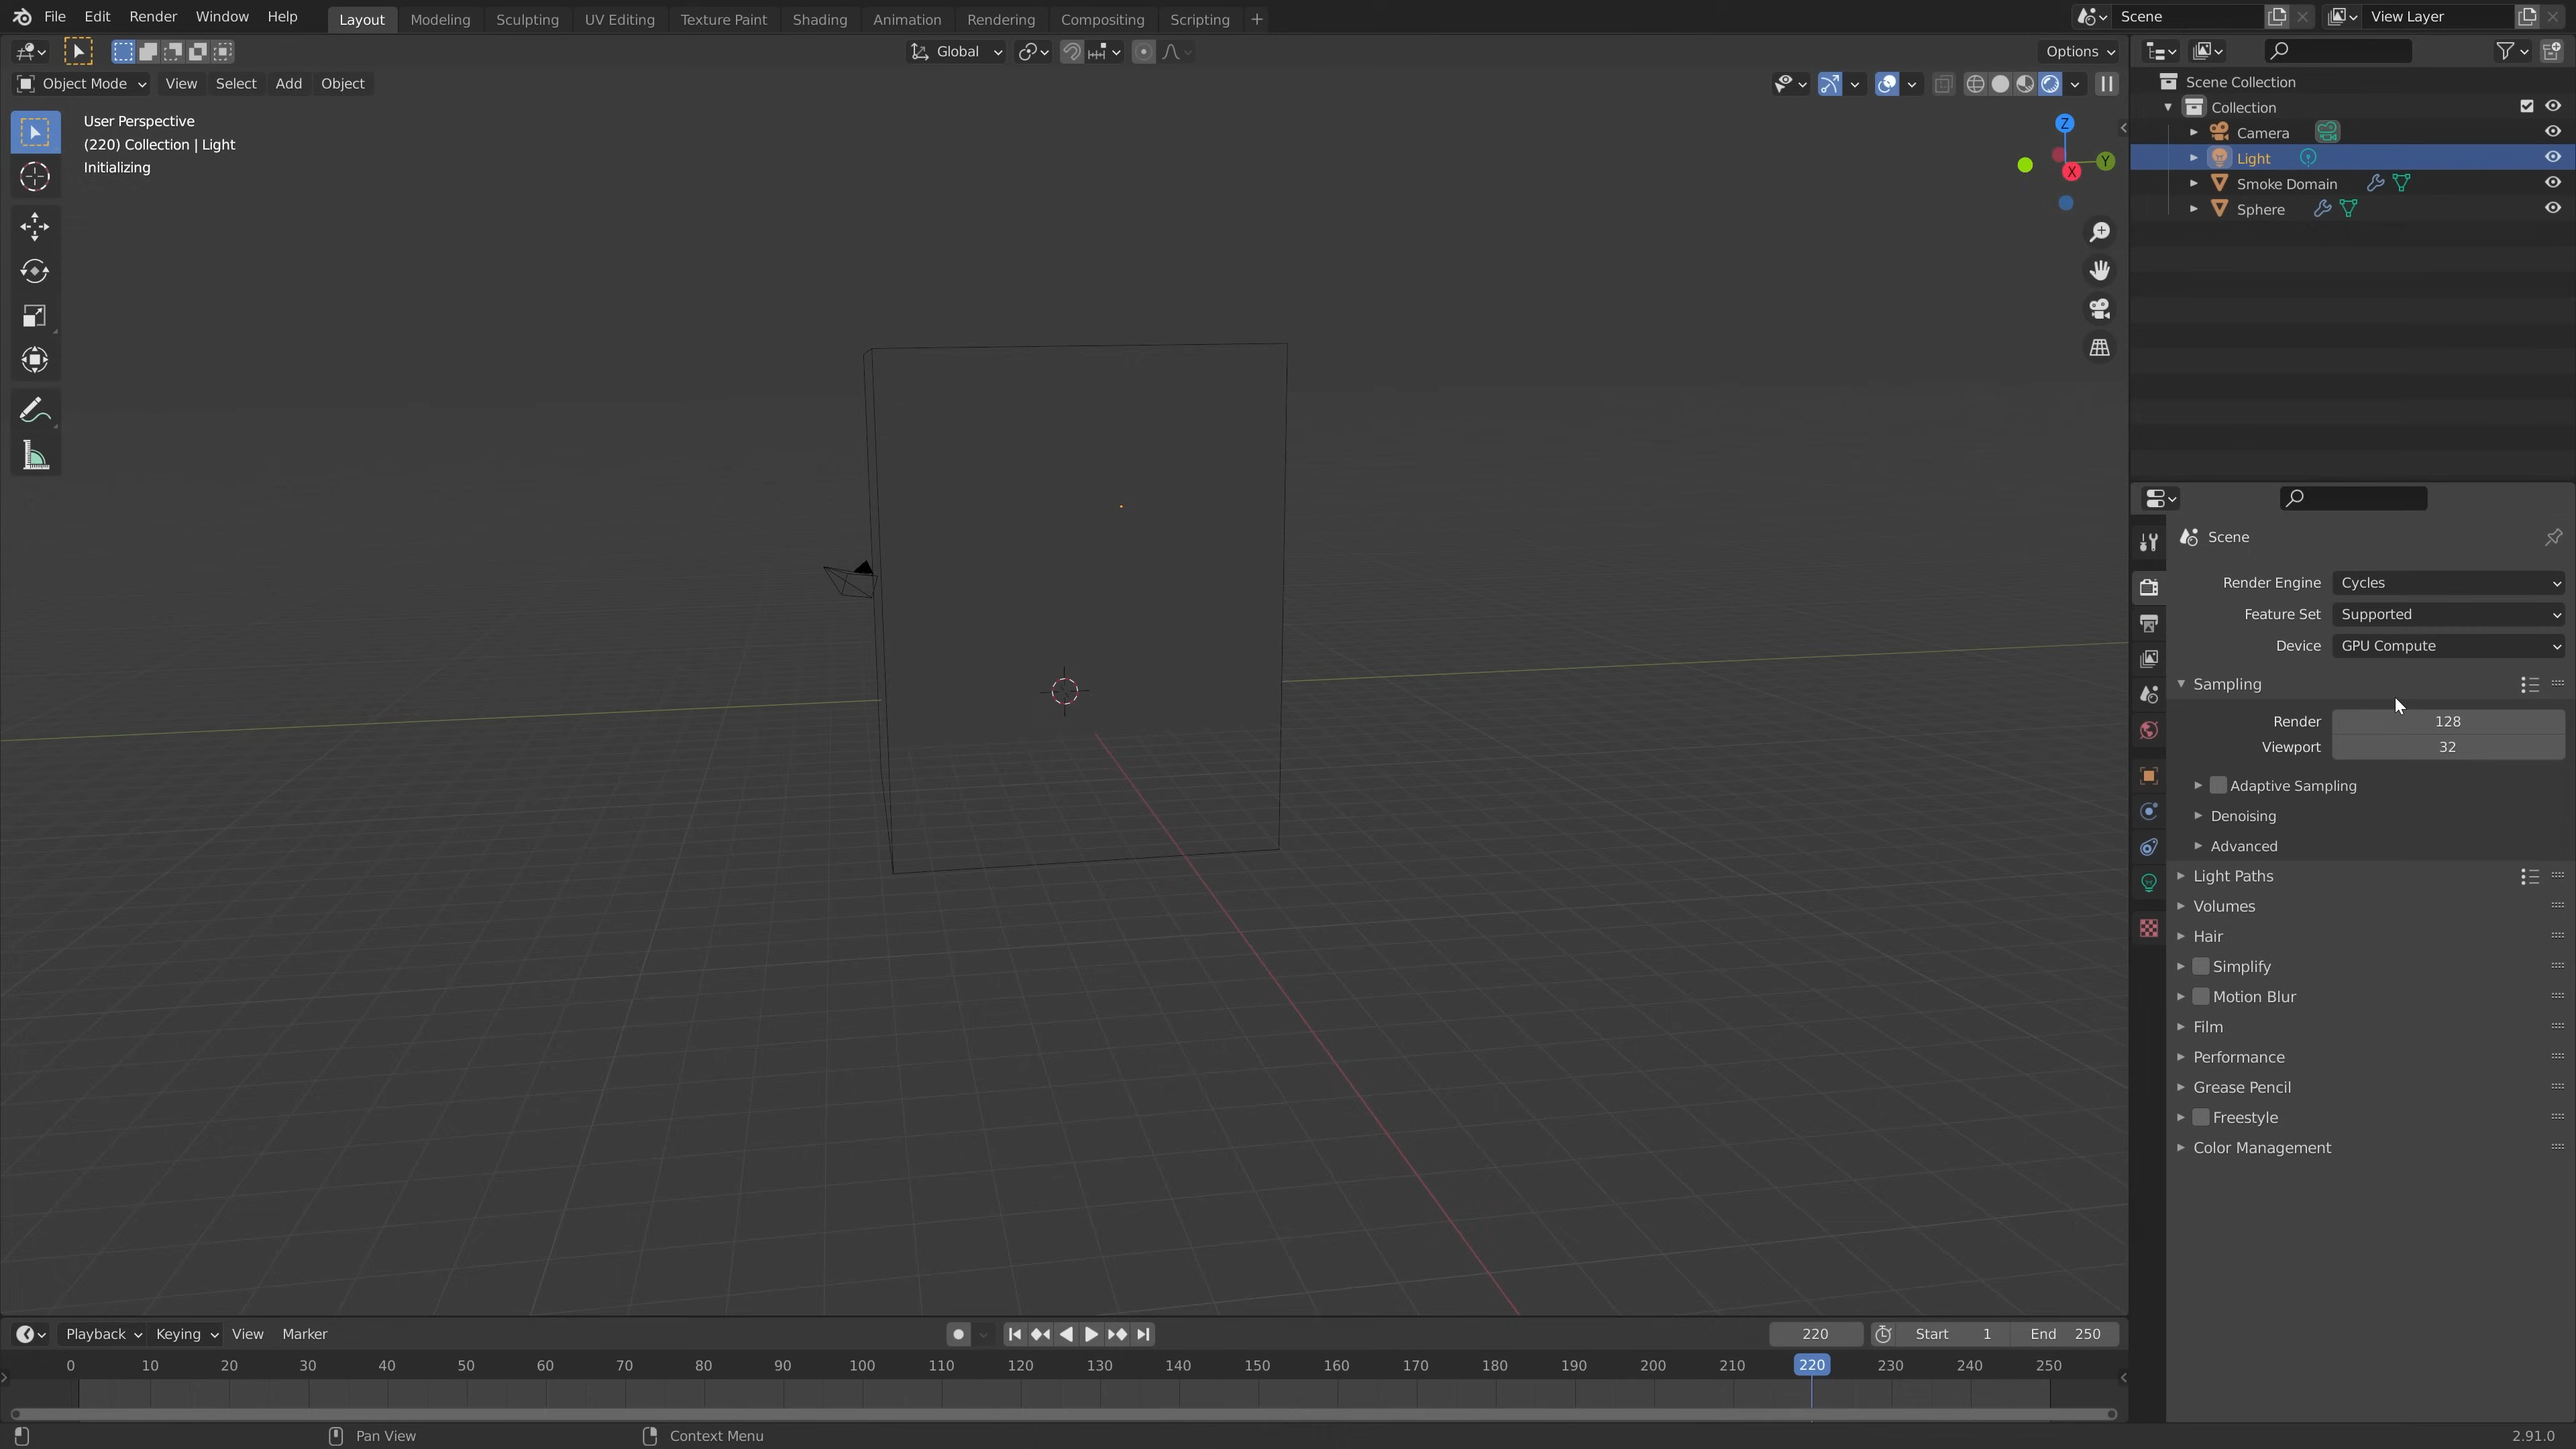 File Edit Render Window Help Layout Modeling Sculpting UV Editing Texture Paint Shading Animation Rendering Compositing Scripting + Scene View Layer
Global Options
Object Mode View Select Add Object
User Perspective
(220) Collection | Light
Initializing
Z
Y
X
Scene Collection
Collection
Camera
Light
Smoke Domain
Sphere
Scene
Render Engine Cycles
Feature Set Supported
Device GPU Compute
Sampling
Render 128
Viewport 32
Adaptive Sampling
Denoising
Advanced
Light Paths
Volumes
Hair
Simplify
Motion Blur
Film
Performance
Grease Pencil
Freestyle
Color Management
Playback Keying View Marker 220 Start 1 End 250
0 10 20 30 40 50 60 70 80 90 100 110 120 130 140 150 160 170 180 190 200 210 220 230 240 250
Pan View Context Menu 2.91.0